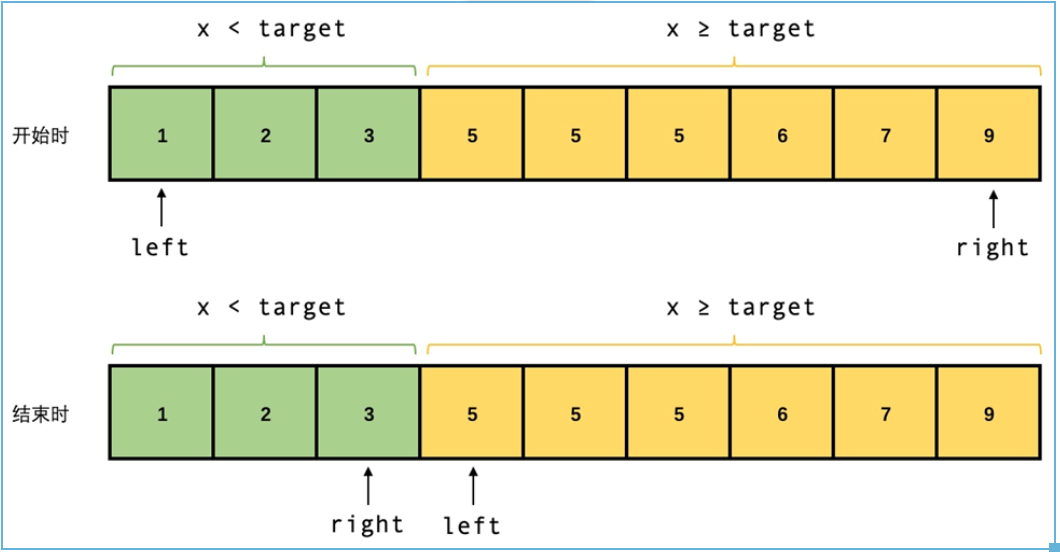 x < target x ≥ target
开始时 1 2 3 5 5 5 6 7 9
left right
x < target x ≥ target
结束时 1 2 3 5 5 5 6 7 9
right left